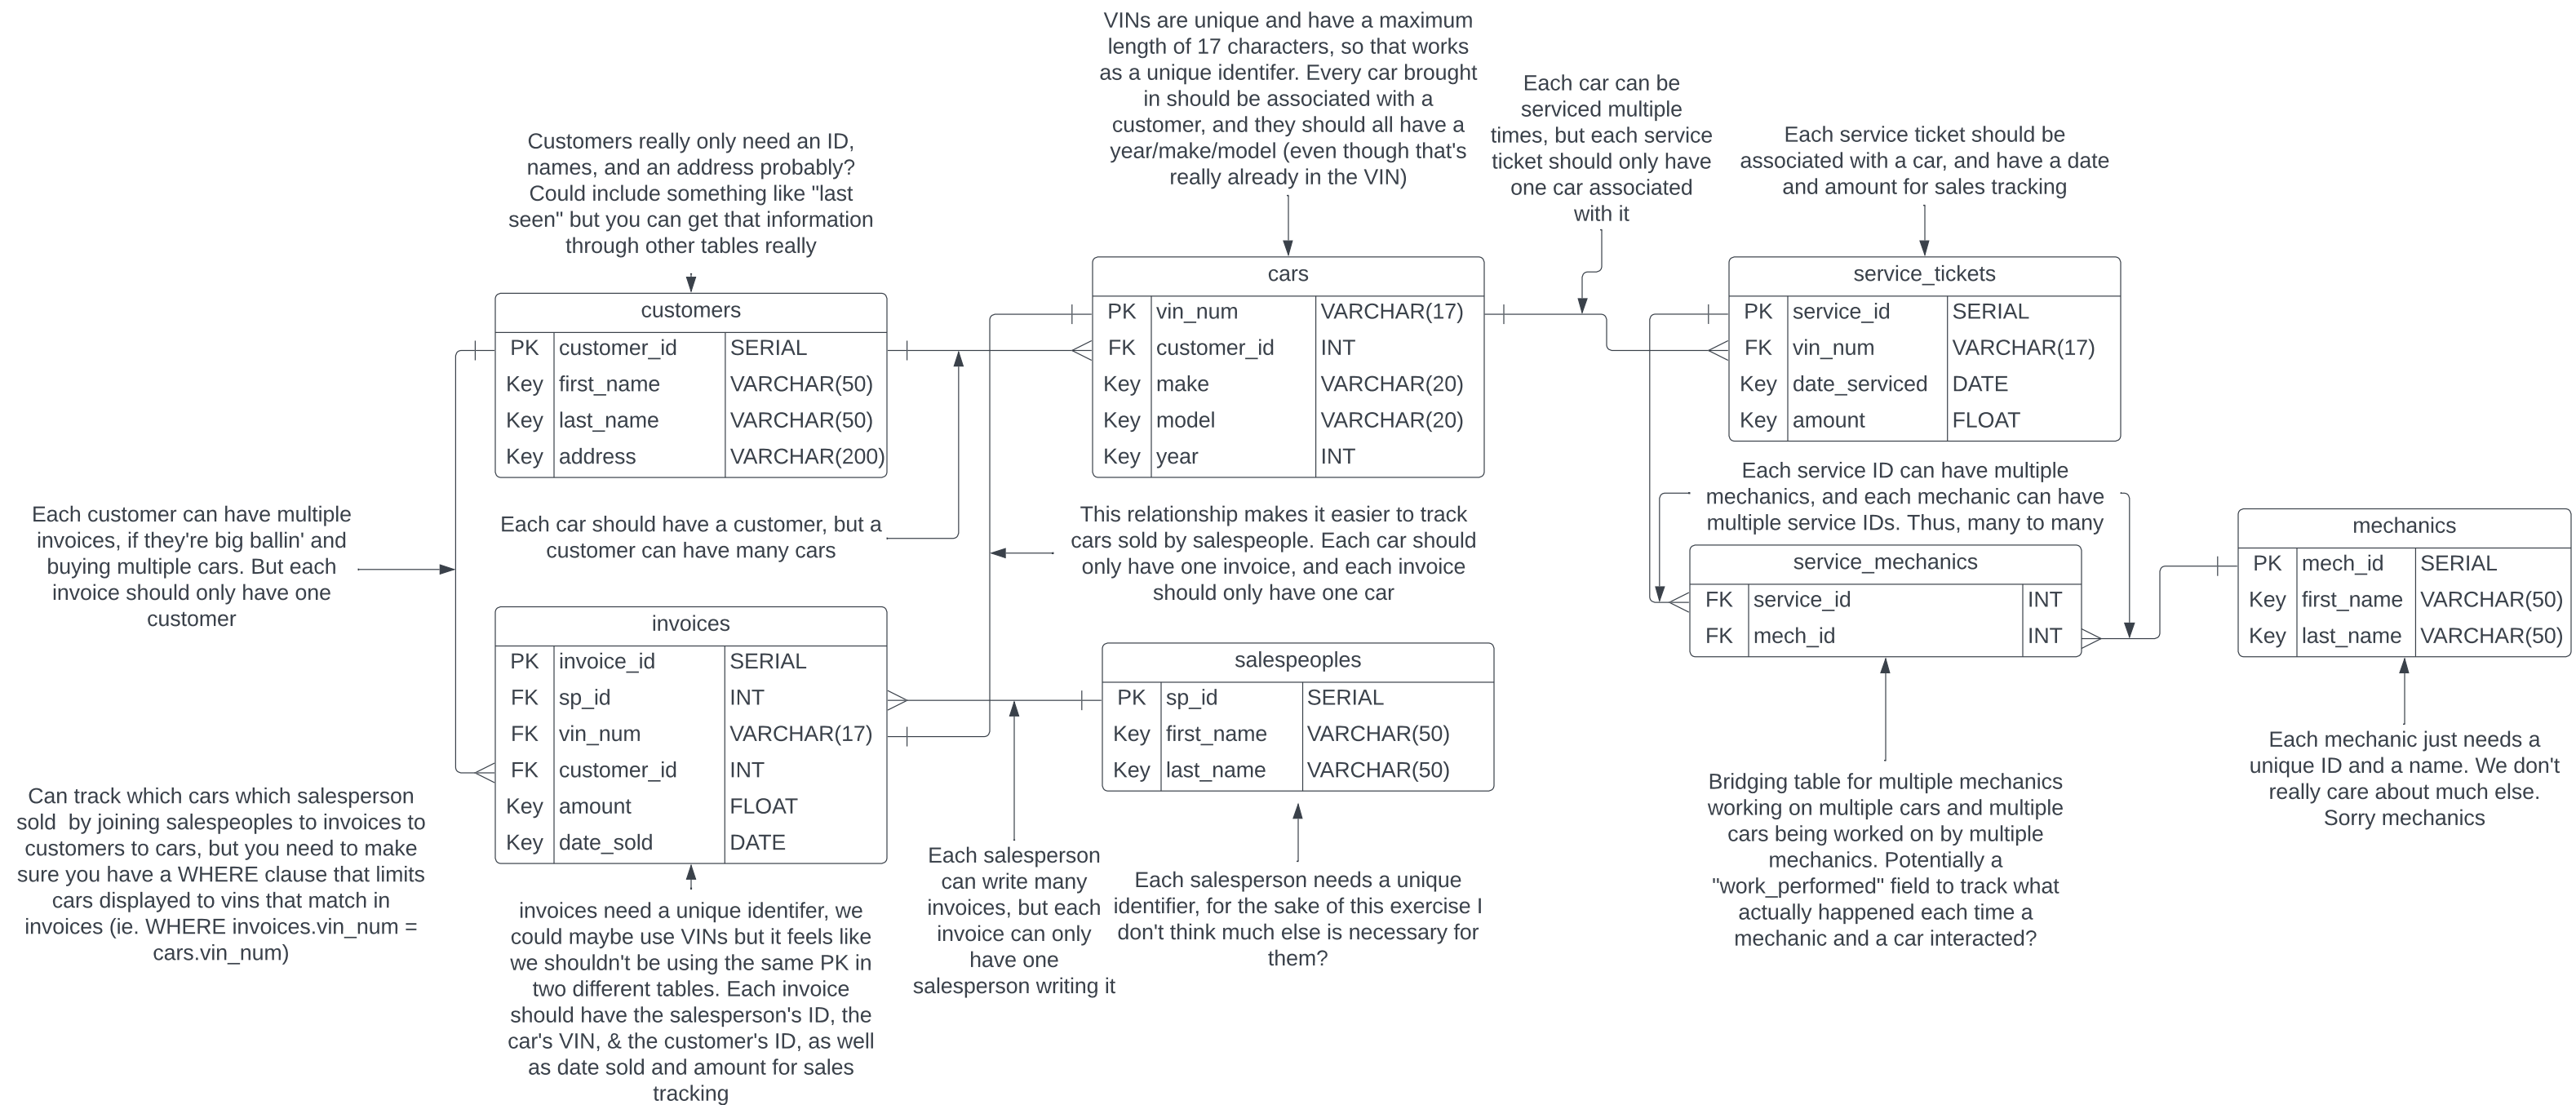 VINs are unique and have a maximum
length of 17 characters, so that works
as a unique identifer. Every car brought
in should be associated with a
customer, and they should all have a
year/make/model (even though that's
really already in the VIN)
Each car can be
serviced multiple
times, but each service
ticket should only have
one car associated
with it
Each service ticket should be
associated with a car, and have a date
and amount for sales tracking
Customers really only need an ID,
names, and an address probably?
Could include something like "last
seen" but you can get that information
through other tables really
customers
PK customer_id SERIAL
Key first_name VARCHAR(50)
Key last_name VARCHAR(50)
Key address VARCHAR(200)
cars
PK vin_num VARCHAR(17)
FK customer_id INT
Key make VARCHAR(20)
Key model VARCHAR(20)
Key year INT
service_tickets
PK service_id SERIAL
FK vin_num VARCHAR(17)
Key date_serviced DATE
Key amount FLOAT
Each customer can have multiple
invoices, if they're big ballin' and
buying multiple cars. But each
invoice should only have one
customer
Each car should have a customer, but a
customer can have many cars
This relationship makes it easier to track
cars sold by salespeople. Each car should
only have one invoice, and each invoice
should only have one car
Each service ID can have multiple
mechanics, and each mechanic can have
multiple service IDs. Thus, many to many
service_mechanics
FK service_id INT
FK mech_id INT
mechanics
PK mech_id SERIAL
Key first_name VARCHAR(50)
Key last_name VARCHAR(50)
invoices
PK invoice_id SERIAL
FK sp_id INT
FK vin_num VARCHAR(17)
FK customer_id INT
Key amount FLOAT
Key date_sold DATE
salespeoples
PK sp_id SERIAL
Key first_name VARCHAR(50)
Key last_name VARCHAR(50)
Can track which cars which salesperson
sold  by joining salespeoples to invoices to
customers to cars, but you need to make
sure you have a WHERE clause that limits
cars displayed to vins that match in
invoices (ie. WHERE invoices.vin_num =
cars.vin_num)
invoices need a unique identifer, we
could maybe use VINs but it feels like
we shouldn't be using the same PK in
two different tables. Each invoice
should have the salesperson's ID, the
car's VIN, & the customer's ID, as well
as date sold and amount for sales
tracking
Each salesperson
can write many
invoices, but each
invoice can only
have one
salesperson writing it
Each salesperson needs a unique
identifier, for the sake of this exercise I
don't think much else is necessary for
them?
Bridging table for multiple mechanics
working on multiple cars and multiple
cars being worked on by multiple
mechanics. Potentially a
"work_performed" field to track what
actually happened each time a
mechanic and a car interacted?
Each mechanic just needs a
unique ID and a name. We don't
really care about much else.
Sorry mechanics